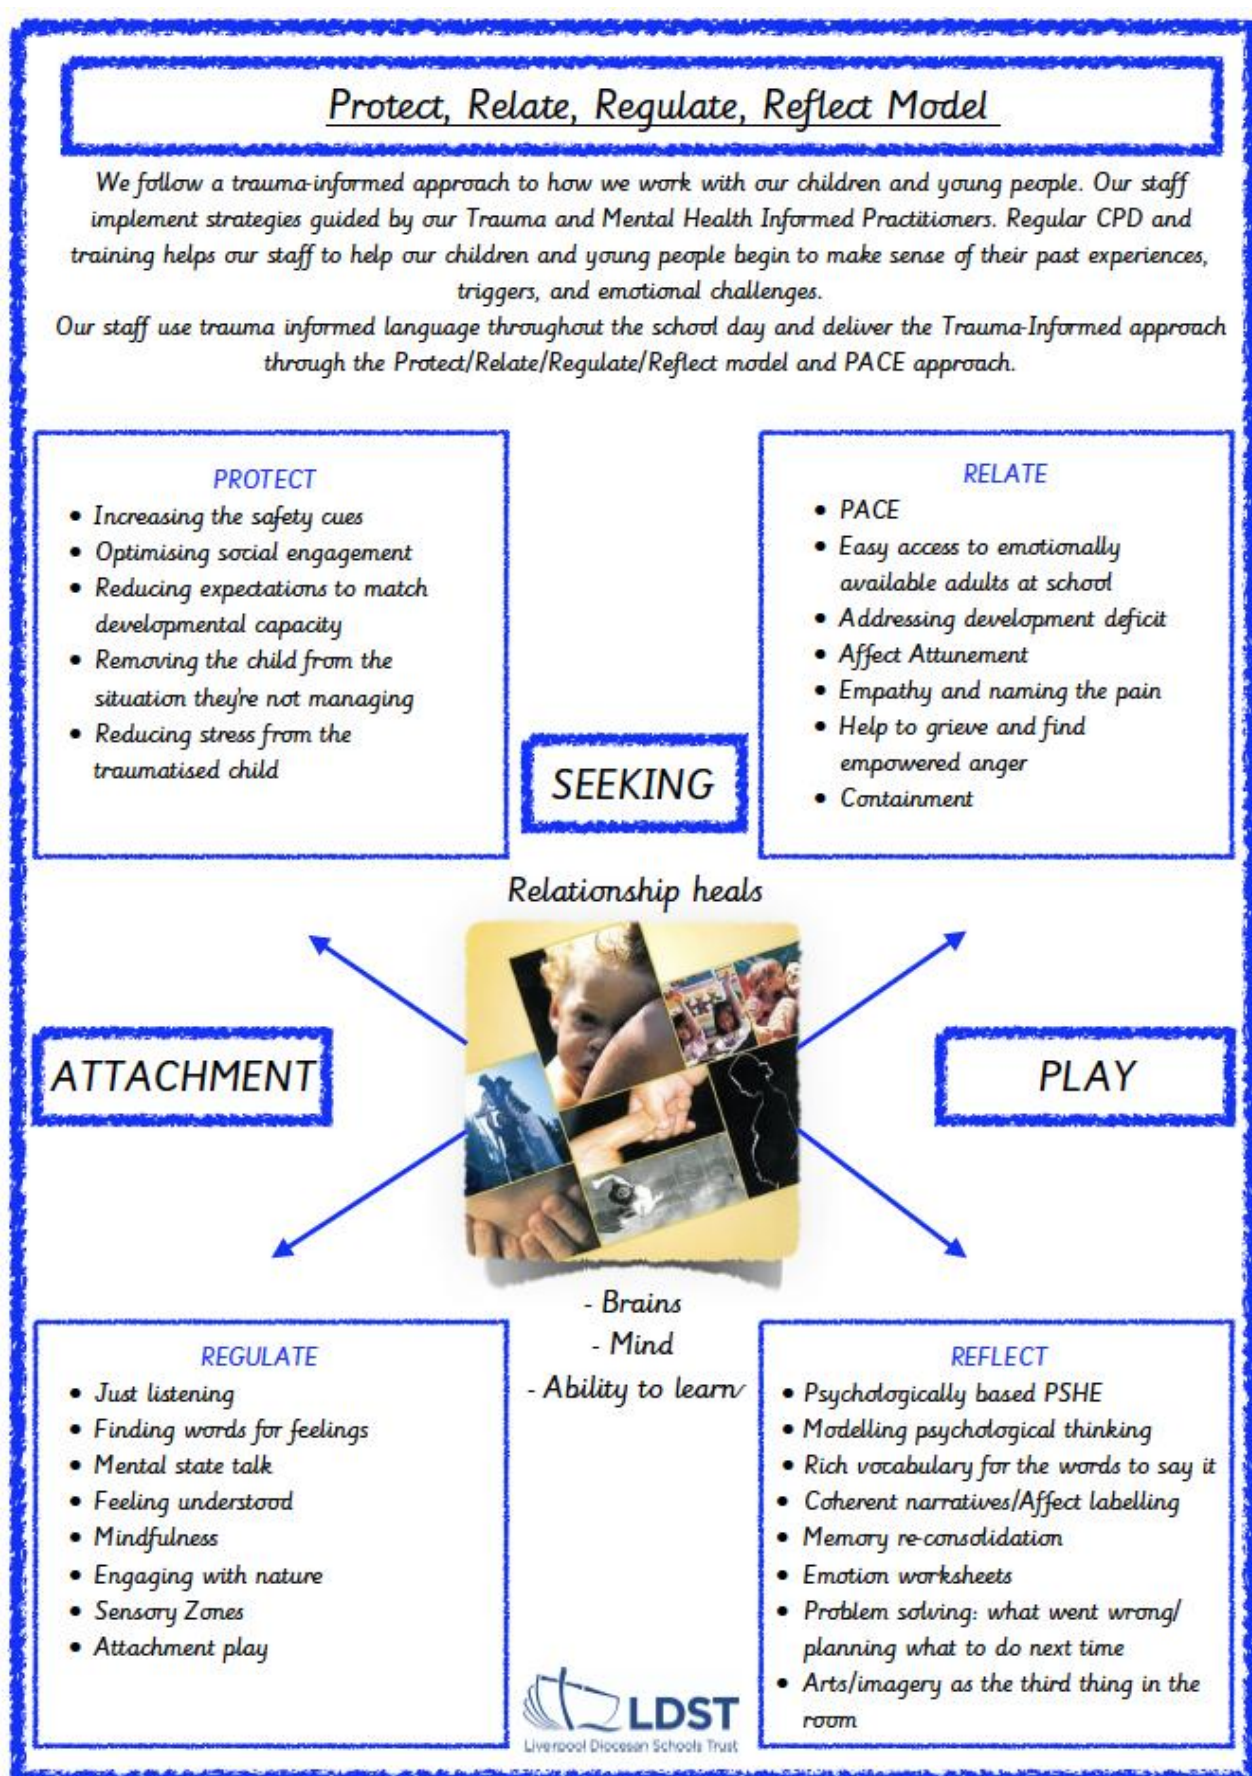 Protect, Relate, Regulate, Reflect Model
We follow a trauma-informed approach to how we work with our children and young people. Our staff
implement strategies guided by our Trauma and Mental Health Informed Practitioners. Regular CPD and
training helps our staff to help our children and young people begin to make sense of their past experiences,
triggers, and emotional challenges.
Our staff use trauma informed language throughout the school day and deliver the Trauma-Informed approach
through the Protect/Relate/Regulate/Reflect model and PACE approach.
PROTECT
• Increasing the safety cues
• Optimising social engagement
• Reducing expectations to match
developmental capacity
• Removing the child from the
situation they're not managing
• Reducing stress from the
traumatised child
RELATE
• PACE
• Easy access to emotionally
available adults at school
• Addressing development deficit
• Affect Attunement
• Empathy and naming the pain
• Help to grieve and find
empowered anger
• Containment
SEEKING
Relationship heals
ATTACHMENT
PLAY
- Brains
- Mind
- Ability to learn
REGULATE
• Just listening
• Finding words for feelings
• Mental state talk
• Feeling understood
• Mindfulness
• Engaging with nature
• Sensory Zones
• Attachment play
REFLECT
• Psychologically based PSHE
• Modelling psychological thinking
• Rich vocabulary for the words to say it
• Coherent narratives/Affect labelling
• Memory re-consolidation
• Emotion worksheets
• Problem solving: what went wrong/
planning what to do next time
• Arts/imagery as the third thing in the
room
LDST
Liverpool Diocesan Schools Trust